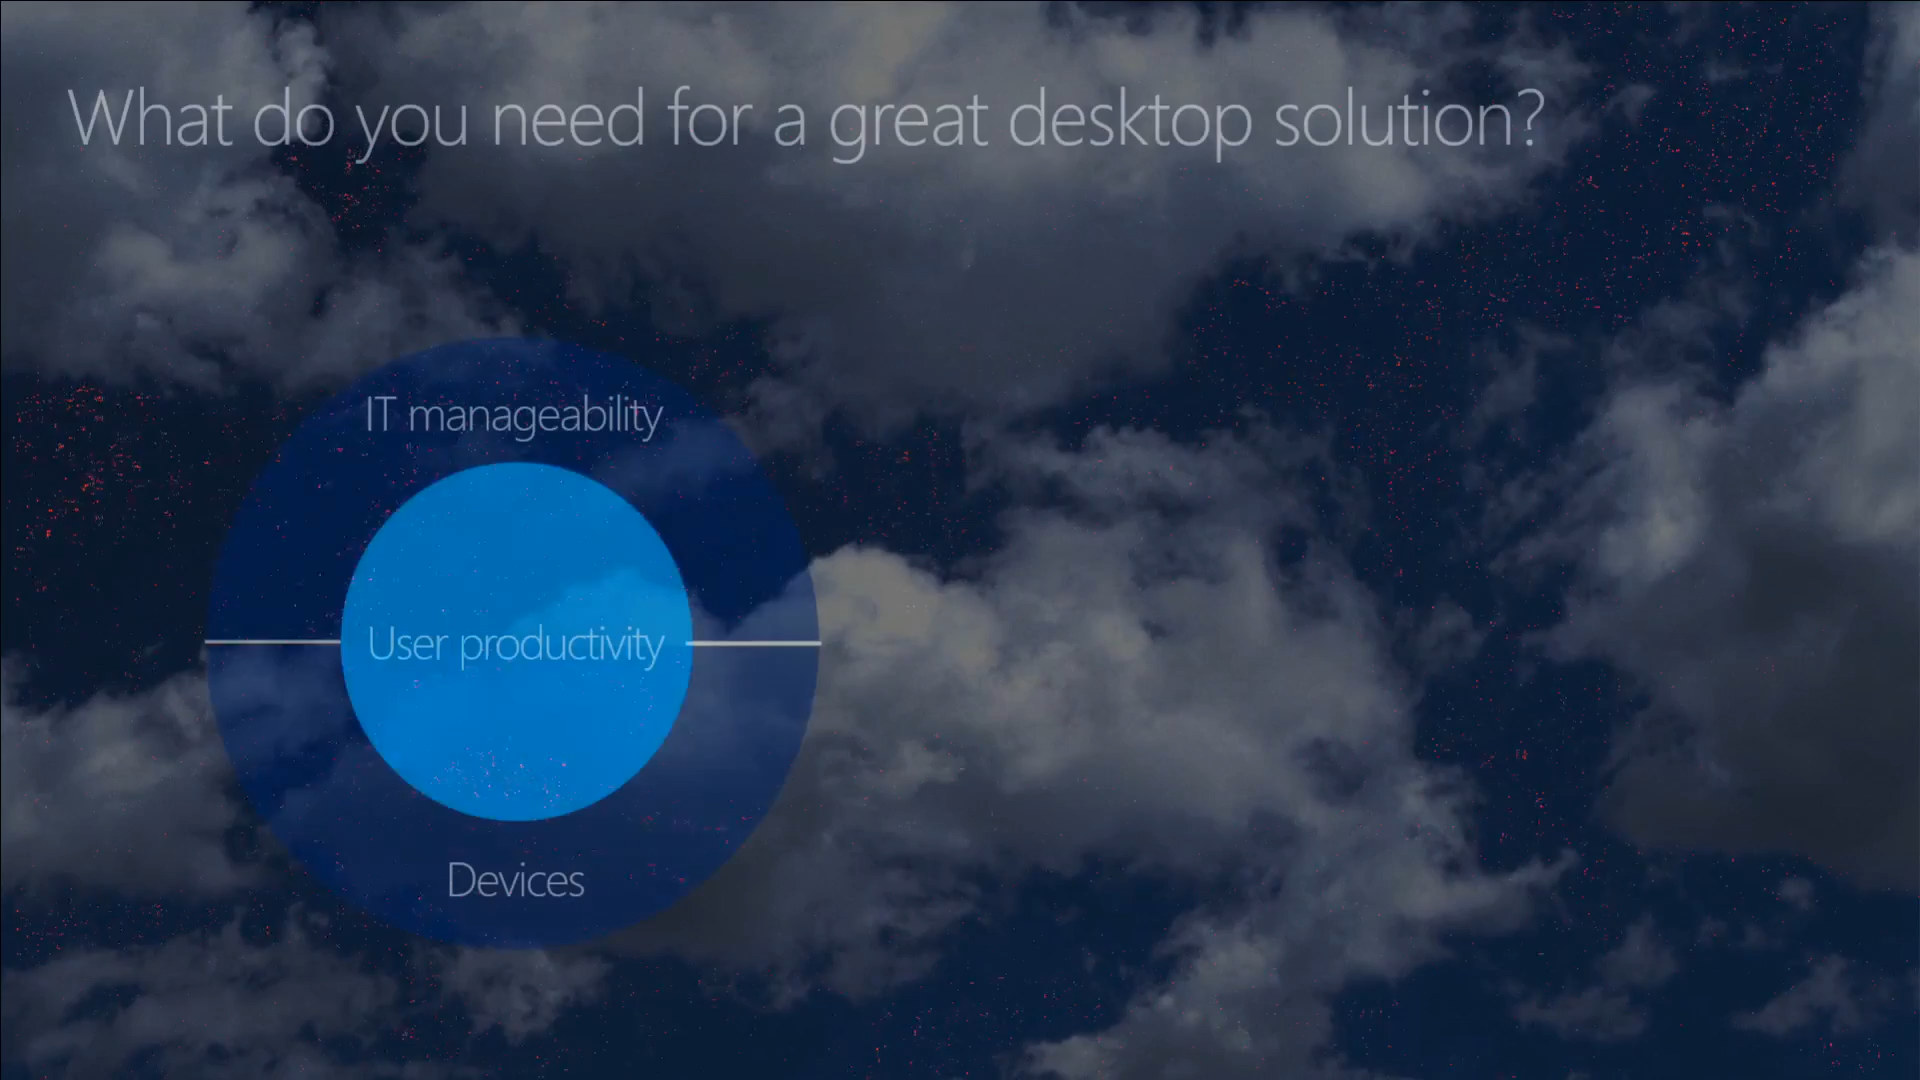 What do you need for a great desktop solution?
IT manageability
User productivity
Devices